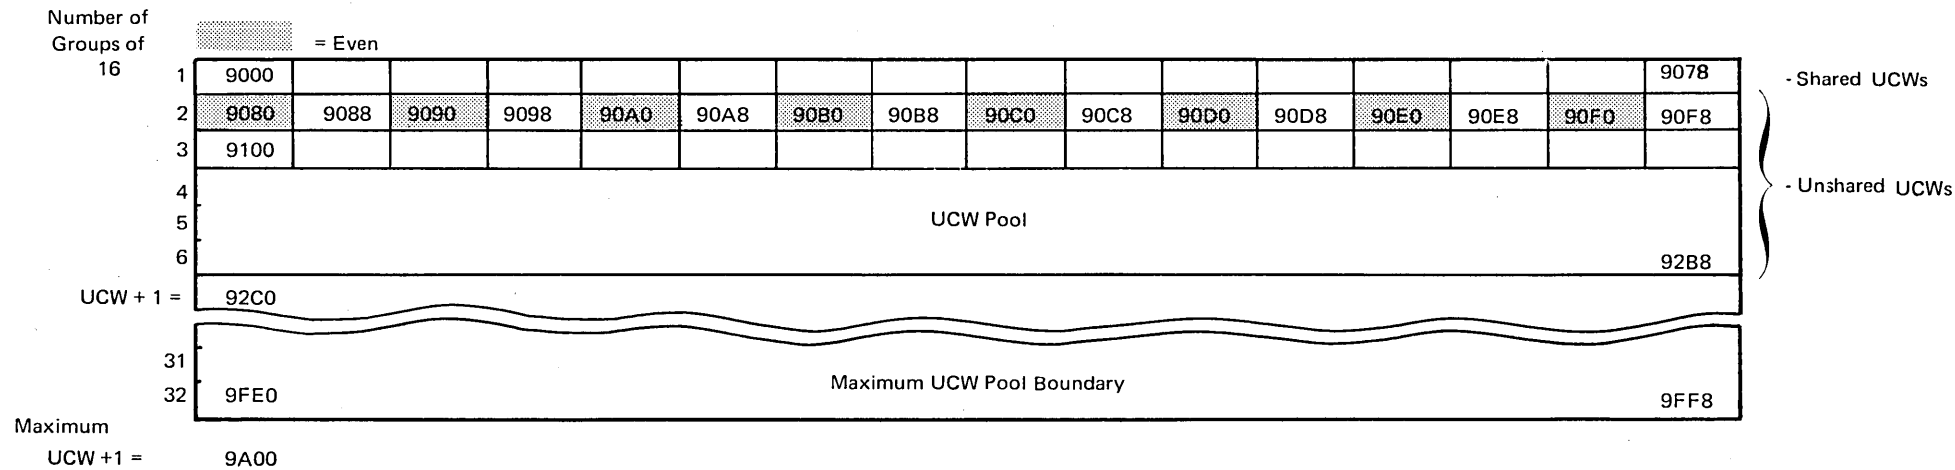 Number of
Groups of
16
= Even
1 9000 9078 - Shared UCWs
2 9080 9088 9090 9098 90A0 90A8 90B0 90B8 90C0 90C8 90D0 90D8 90E0 90E8 90F0 90F8
3 9100
4
- Unshared UCWs
5 UCW Pool
6 92B8
UCW + 1 = 92C0
31
Maximum UCW Pool Boundary
32 9FE0 9FF8
Maximum
UCW +1 = 9A00